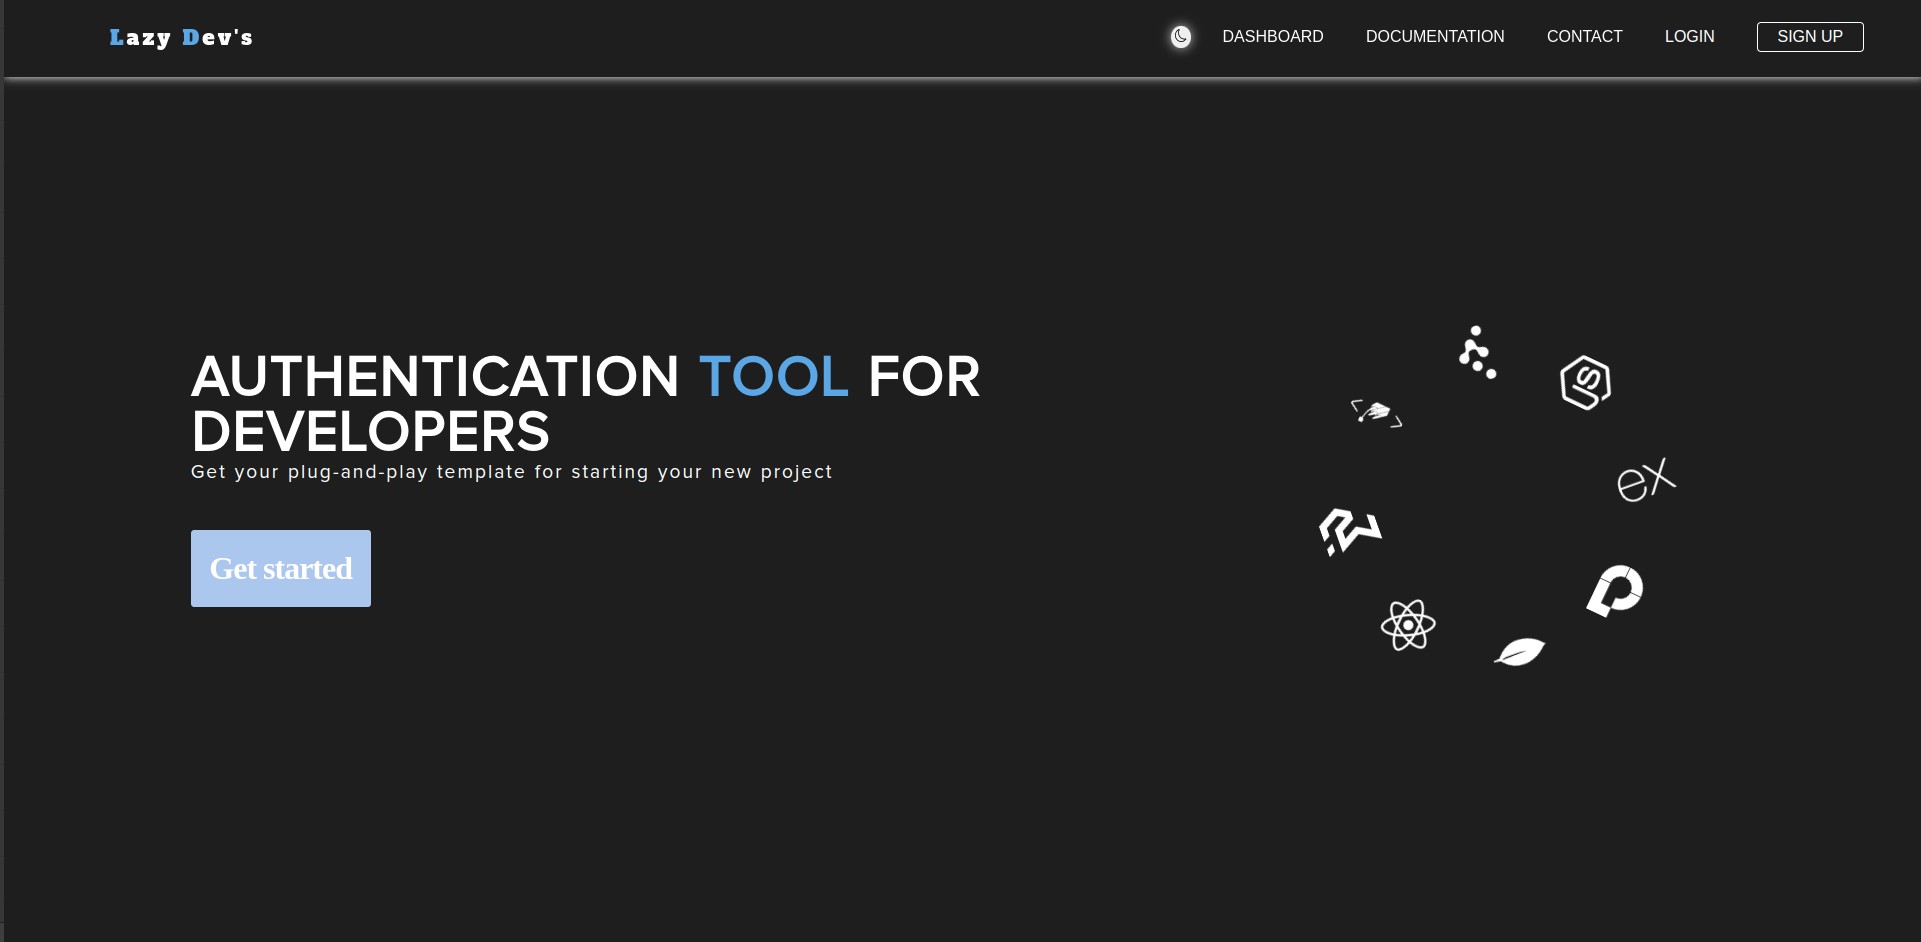 Lazy Dev's
DASHBOARD
DOCUMENTATION
CONTACT
LOGIN
SIGN UP
AUTHENTICATION TOOL FOR
DEVELOPERS
Get your plug-and-play template for starting your new project
Get started
JS
ex